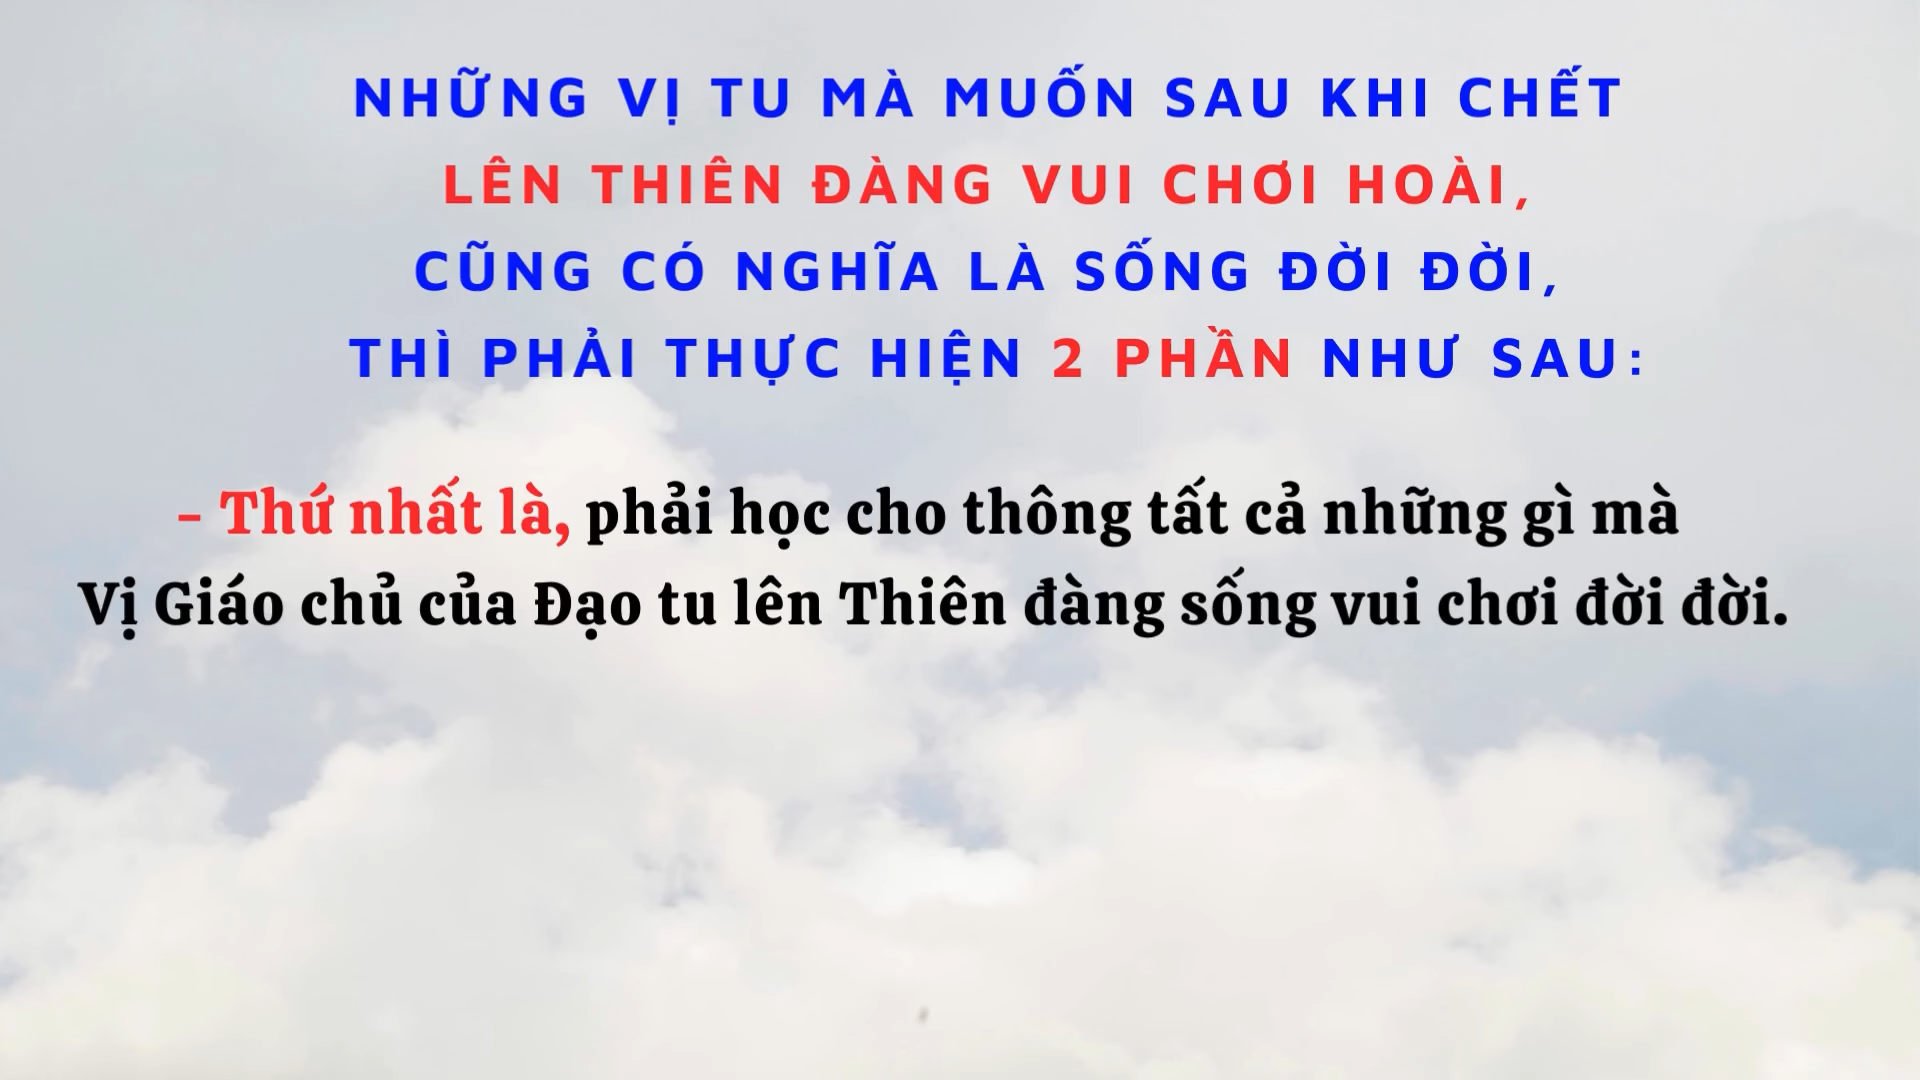 NHỮNG VỊ TU MÀ MUỐN SAU KHI CHẾT
LÊN THIÊN ĐÀNG VUI CHƠI HOÀI,
CŨNG CÓ NGHĨA LÀ SỐNG ĐỜI ĐỜI,
THÌ PHẢI THỰC HIỆN 2 PHẦN NHƯ SAU:
- Thứ nhất là, phải học cho thông tất cả những gì mà
Vị Giáo chủ của Đạo tu lên Thiên đàng sống vui chơi đời đời.